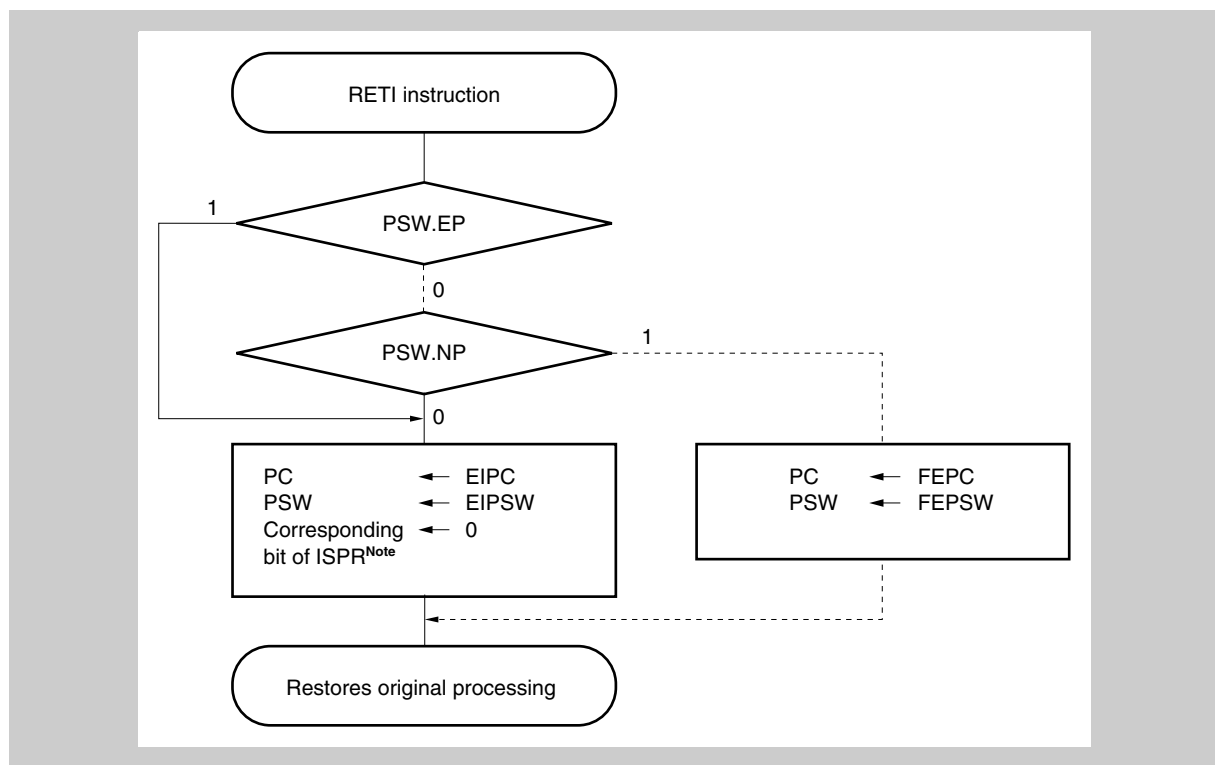 RETI instruction
1
PSW.EP
0
PSW.NP
1
0
PC ← EIPC
PSW ← EIPSW
Corresponding ← 0
bit of ISPRNote
PC ← FEPC
PSW ← FEPSW
Restores original processing